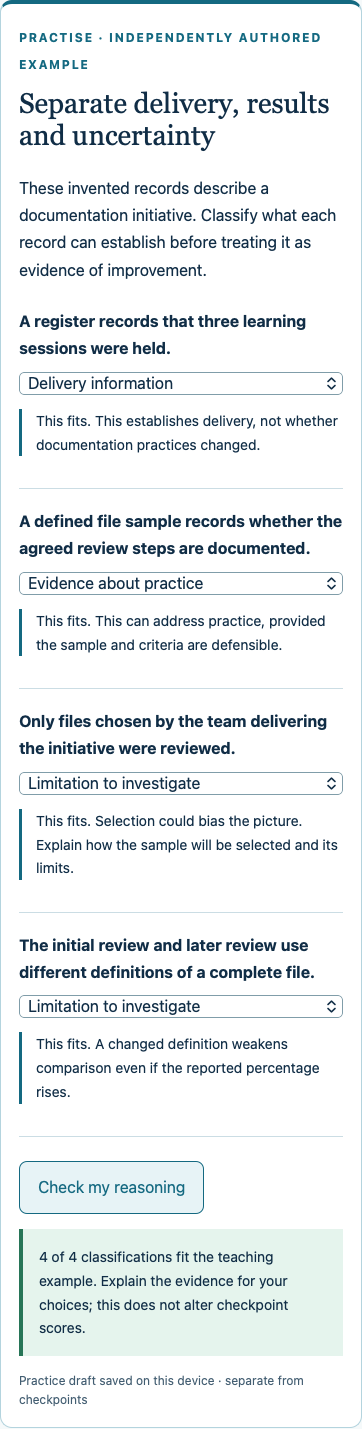 PRACTISE · INDEPENDENTLY AUTHORED
EXAMPLE
Separate delivery, results
and uncertainty
These invented records describe a
documentation initiative. Classify what each
record can establish before treating it as
evidence of improvement.
A register records that three learning
sessions were held.
Delivery information
This fits. This establishes delivery, not whether
documentation practices changed.
A defined file sample records whether the
agreed review steps are documented.
Evidence about practice
This fits. This can address practice, provided
the sample and criteria are defensible.
Only files chosen by the team delivering
the initiative were reviewed.
Limitation to investigate
This fits. Selection could bias the picture.
Explain how the sample will be selected and its
limits.
The initial review and later review use
different definitions of a complete file.
Limitation to investigate
This fits. A changed definition weakens
comparison even if the reported percentage
rises.
Check my reasoning
4 of 4 classifications fit the teaching
example. Explain the evidence for your
choices; this does not alter checkpoint
scores.
Practice draft saved on this device · separate from
checkpoints